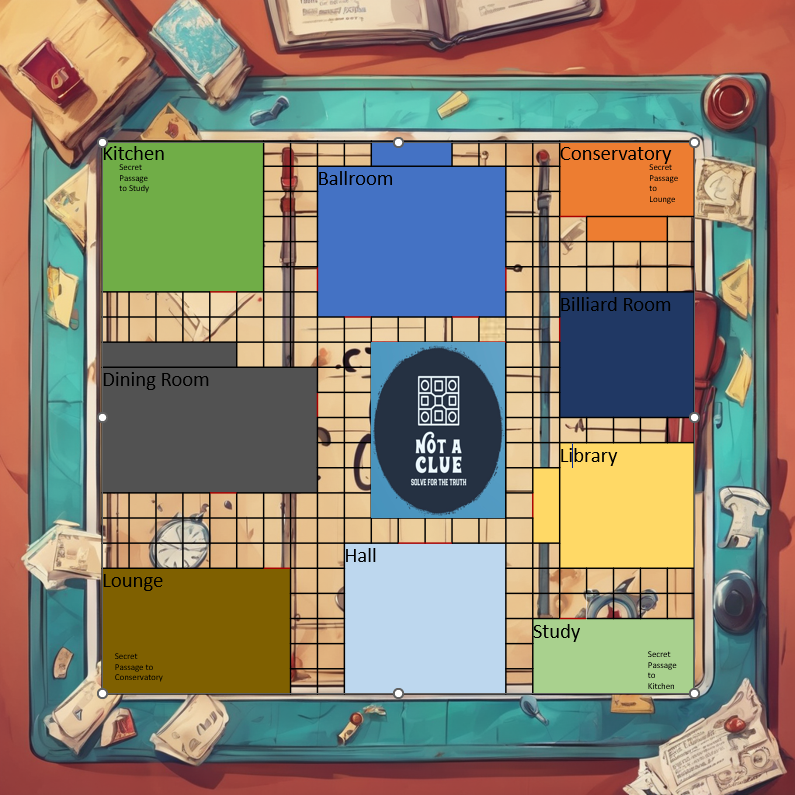 Kitchen
Secret
Passage
to Study
Ballroom
Conservatory
Secret
Passage
to
Lounge
Billiard Room
Dining Room
NOT A
CLUE
SOLVE FOR THE TRUTH
Library
Hall
Lounge
Secret
Passage to
Conservatory
Study
Secret
Passage
to
Kitchen